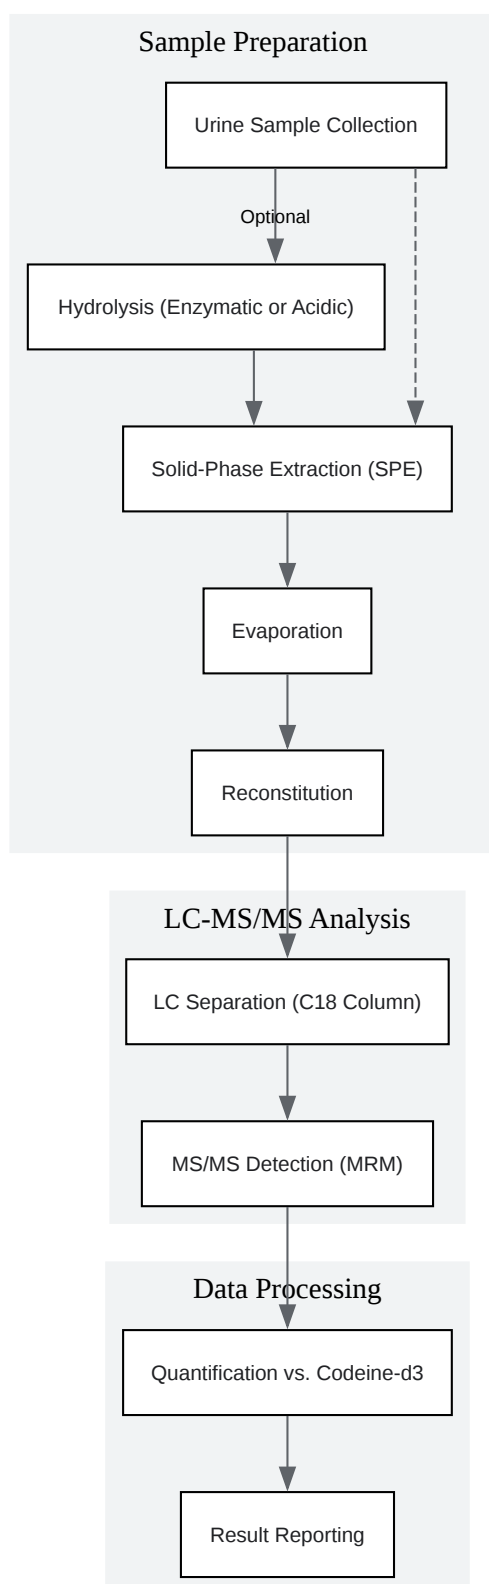 Sample Preparation
Urine Sample Collection
Optional
Hydrolysis (Enzymatic or Acidic)
Solid-Phase Extraction (SPE)
Evaporation
Reconstitution
LC-MS/MS Analysis
LC Separation (C18 Column)
MS/MS Detection (MRM)
Data Processing
Quantification vs. Codeine-d3
Result Reporting